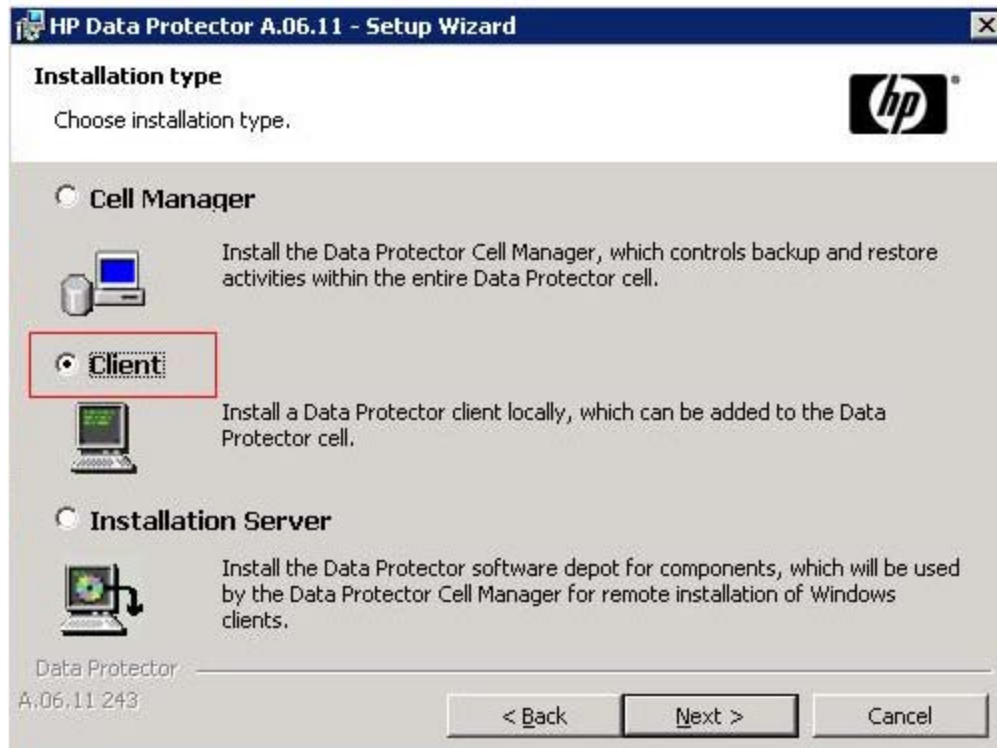 HP Data Protector A.06.11 - Setup Wizard
Installation type
Choose installation type.
hp
Cell Manager
Install the Data Protector Cell Manager, which controls backup and restore
activities within the entire Data Protector cell.
Client
Install a Data Protector client locally, which can be added to the Data
Protector cell.
Installation Server
Install the Data Protector software depot for components, which will be used
by the Data Protector Cell Manager for remote installation of Windows
clients.
Data Protector
A.06.11 243
< Back
Next >
Cancel